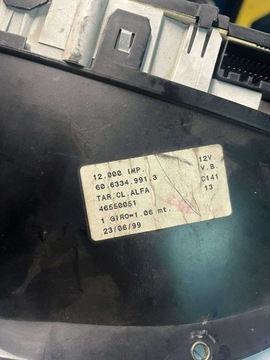 12.000 IMP. 12V
60.6334.991.3 V.B.
TAR.CL.ALFA C141
46550051 13
1 GIRO=1.06 mt.
23/06/99